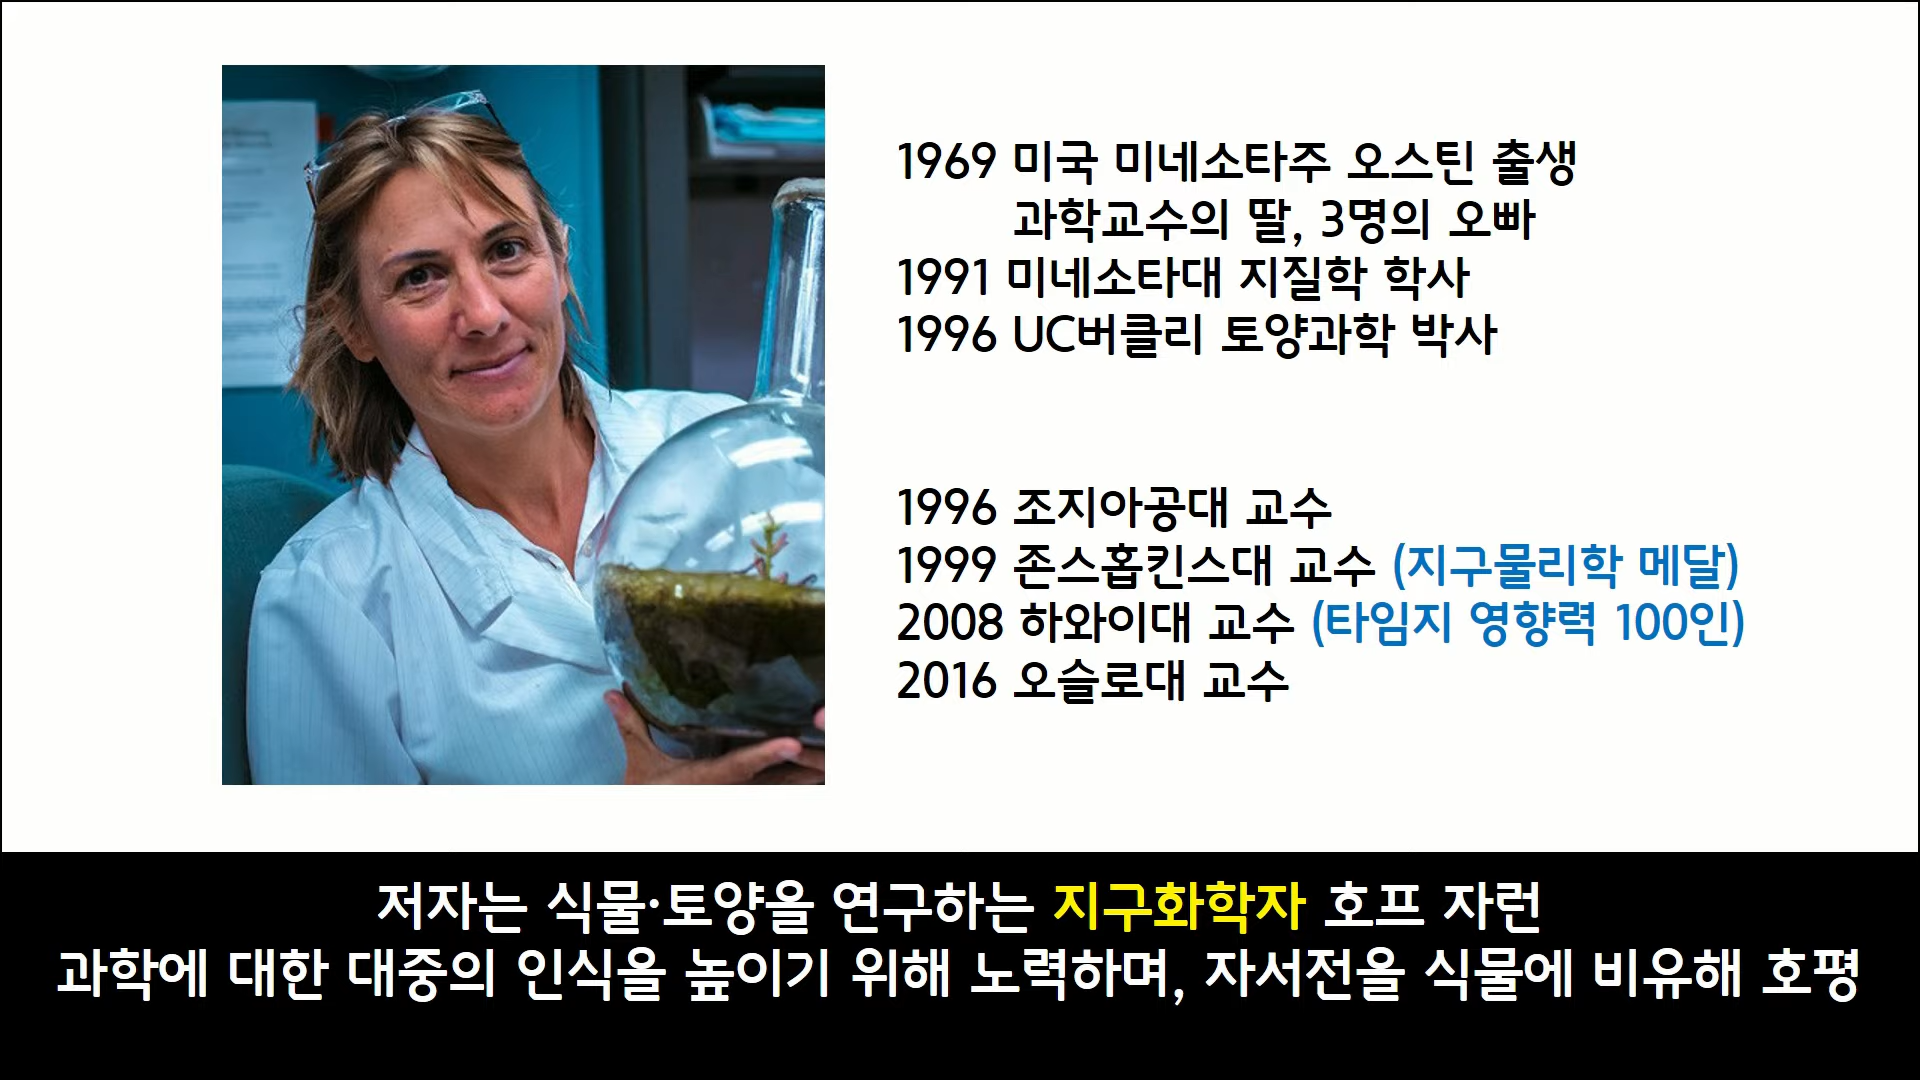 1969 미국 미네소타주 오스틴 출생
과학교수의 딸, 3명의 오빠
1991 미네소타대 지질학 학사
1996 UC버클리 토양과학 박사
1996 조지아공대 교수
1999 존스홉킨스대 교수 (지구물리학 메달)
2008 하와이대 교수 (타임지 영향력 100인)
2016 오슬로대 교수
저자는 식물·토양을 연구하는 지구화학자 호프 자런
과학에 대한 대중의 인식을 높이기 위해 노력하며, 자서전을 식물에 비유해 호평